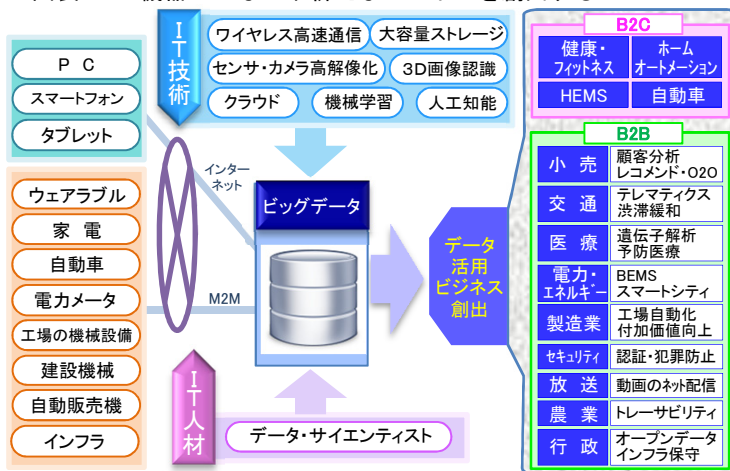 ＰＣ
スマートフォン
タブレット
ウェアラブル
家 電
自動車
電力メータ
工場の機械設備
建設機械
自動販売機
インフラ
ＩＴ技術
ワイヤレス高速通信
大容量ストレージ
センサ・カメラ高解像化
3D画像認識
クラウド
機械学習
人工知能
インター
ネット
M2M
ビッグデータ
ＩＴ人材
データ・サイエンティスト
データ
活用
ビジネス
創出
B2C
健康・
フィットネス
ホーム
オートメーション
HEMS
自動車
B2B
小 売
顧客分析
レコメンド・O2O
交 通
テレマティクス
渋滞緩和
医 療
遺伝子解析
予防医療
電力・
エネルギー
BEMS
スマートシティ
製造業
工場自動化
付加価値向上
セキュリティ
認証・犯罪防止
放 送
動画のネット配信
農 業
トレーサビリティ
行 政
オープンデータ
インフラ保守